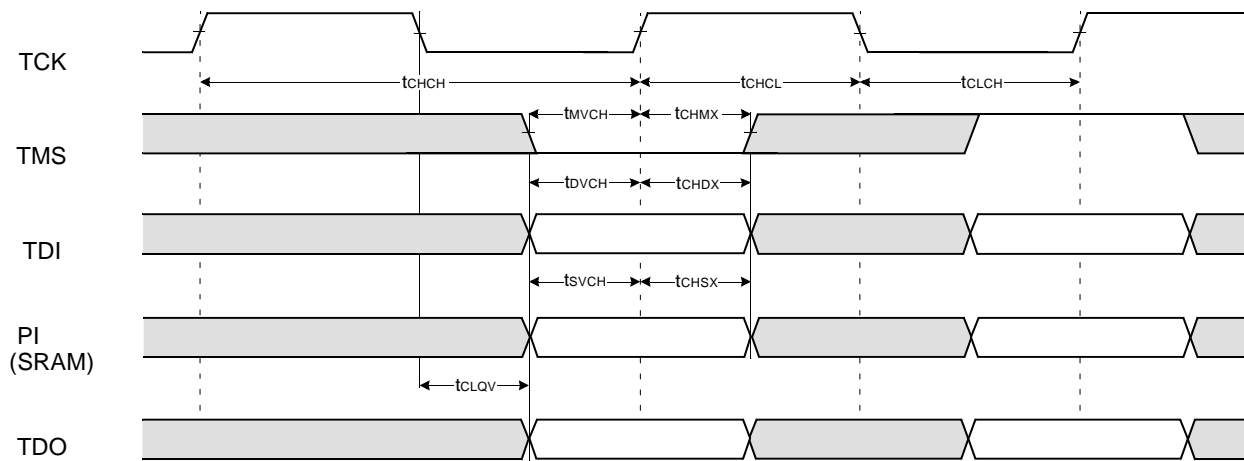 TCK
tCHCH
tCHCL
tCLCH
tMVCH
tCHMX
TMS
tDVCH
tCHDX
TDI
tSVCH
tCHSX
PI
(SRAM)
tCLQV
TDO